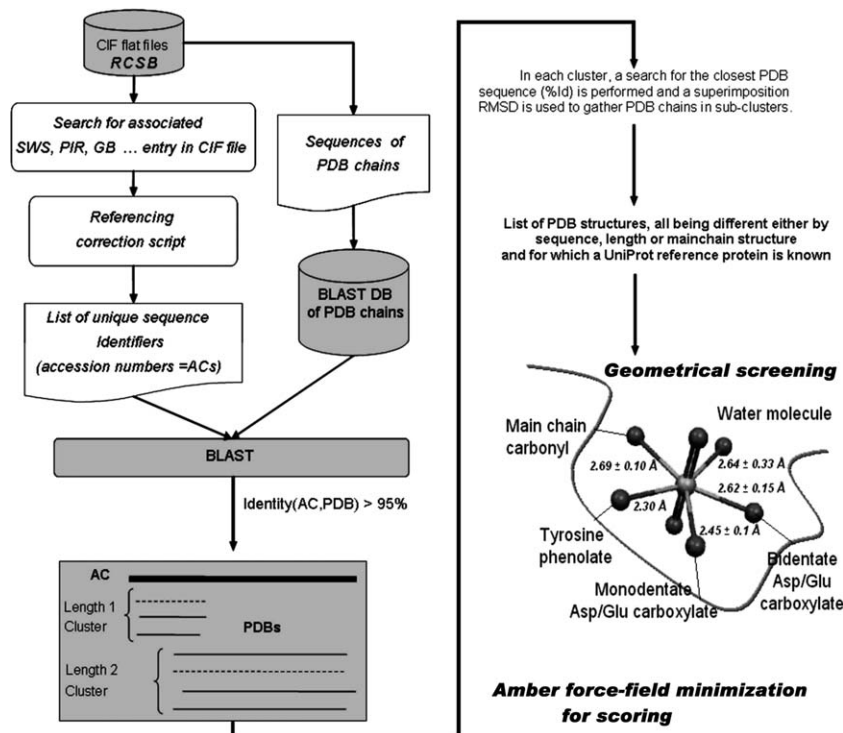 CIF flat files
RCSB
Search for associated
SWS, PIR, GB ... entry in CIF file
Sequences of
PDB chains
Referencing
correction script
BLAST DB
of PDB chains
List of unique sequence
Identifiers
(accession numbers =ACs)
BLAST
Identity(AC,PDB) > 95%
AC
Length 1
Cluster
PDBs
Length 2
Cluster
In each cluster, a search for the closest PDB
sequence (%Id) is performed and a superimposition
RMSD is used to gather PDB chains in sub-clusters.
List of PDB structures, all being different either by
sequence, length or mainchain structure
and for which a UniProt reference protein is known
Geometrical screening
Main chain
carbonyl
Water molecule
2.69 ± 0.10 Å
2.64 ± 0.33 Å
2.62 ± 0.15 Å
2.30 Å
2.45 ± 0.1 Å
Tyrosine
phenolate
Monodentate
Asp/Glu carboxylate
Bidentate
Asp/Glu
carboxylate
Amber force-field minimization
for scoring